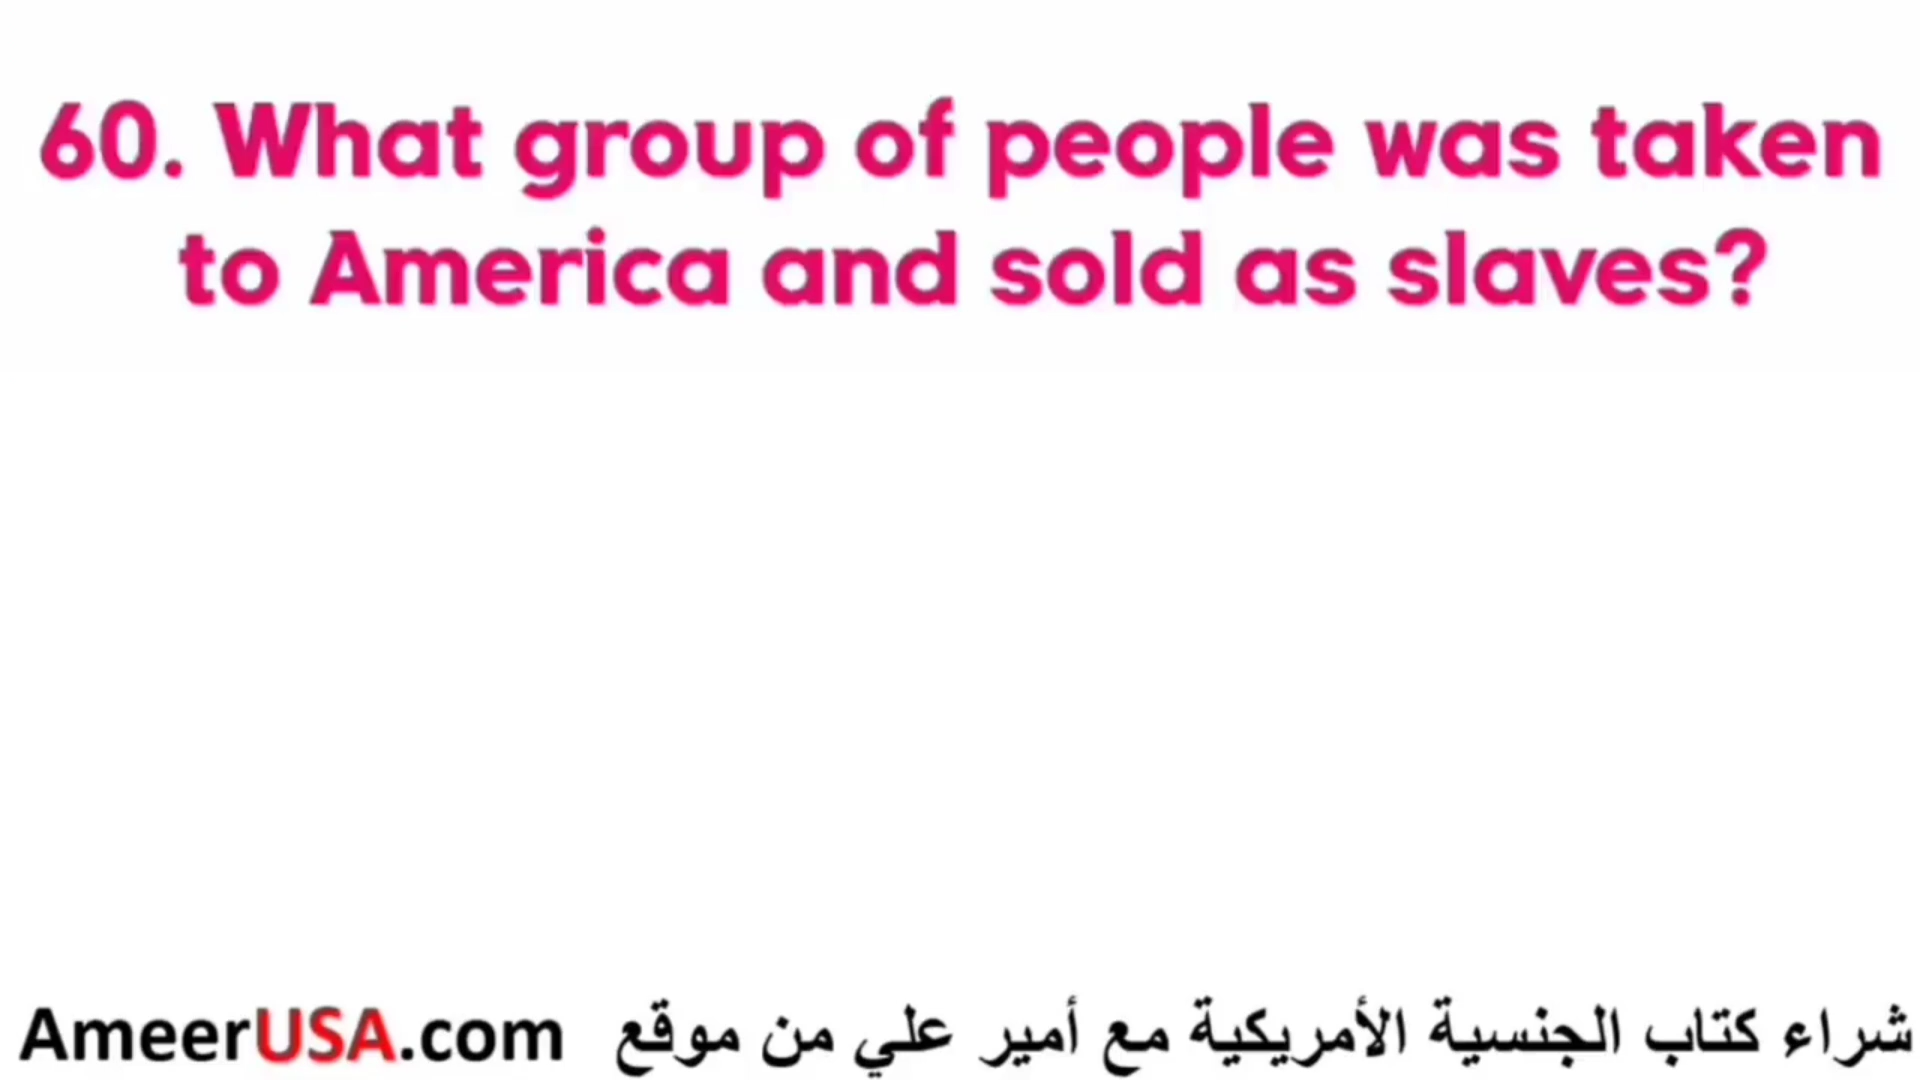 60. What group of people was taken
to America and sold as slaves?
AmeerUSA.com شراء كتاب الجنسية الأمريكية مع أمير علي من موقع